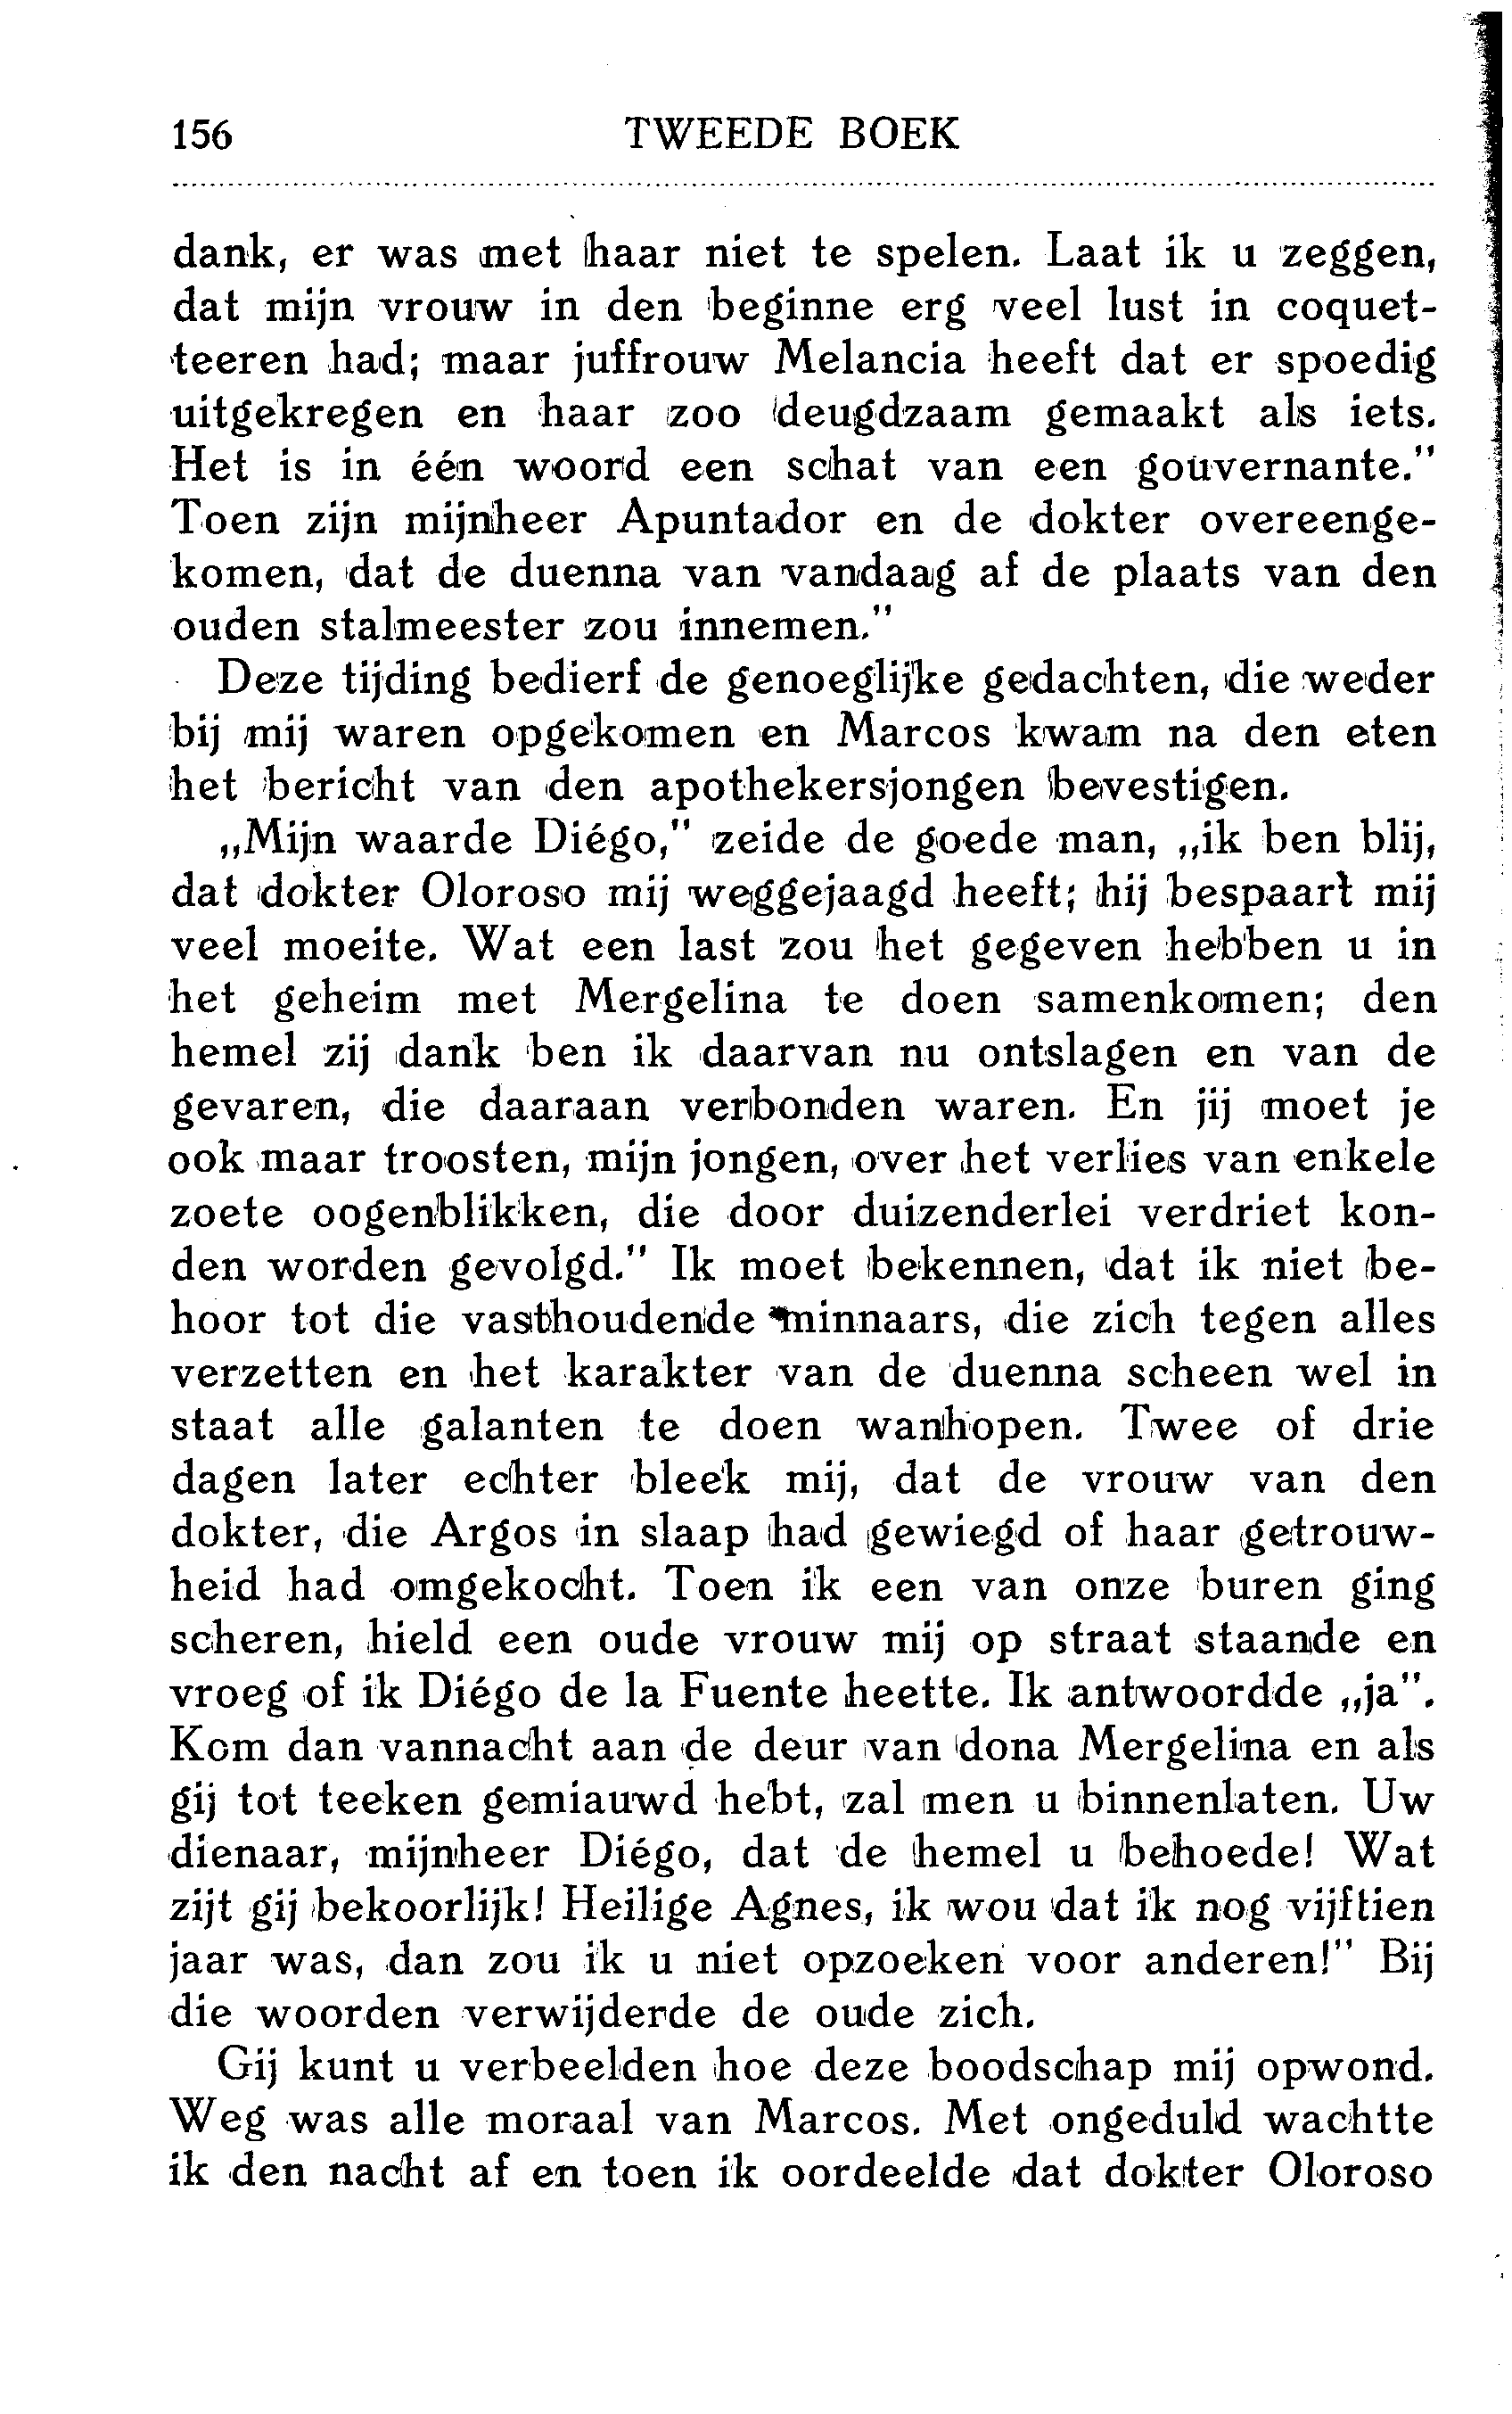 156 TWEEDE BOEK
dank, er was met haar niet te spelen. Laat ik u zeggen,
dat mijn vrouw in den beginne erg veel lust in coquet-
teeren had; maar juffrouw Melancia heeft dat er spoedig
uitgekregen en haar zoo deugdzaam gemaakt als iets.
Het is in één woord een schat van een gouvernante."
Toen zijn mijnheer Apuntador en de dokter overeenge-
komen, dat de duenna van vandaag af de plaats van den
ouden stalmeester zou innemen."
Deze tijding bedierf de genoeglijke gedachten, die weder
bij mij waren opgekomen en Marcos kwam na den eten
het bericht van den apothekersjongen bevestigen.
„Mijn waarde Diégo," zeide de goede man, „ik ben blij,
dat dokter Oloroso mij weggejaagd heeft; hij bespaart mij
veel moeite. Wat een last zou het gegeven hebben u in
het geheim met Mergelina te doen samenkomen; den
hemel zij dank ben ik daarvan nu ontslagen en van de
gevaren, die daaraan verbonden waren. En jij moet je
ook maar troosten, mijn jongen, over het verlies van enkele
zoete oogenblikken, die door duizenderlei verdriet kon-
den worden gevolgd." Ik moet bekennen, dat ik niet be-
hoor tot die vasthoudende minnaars, die zich tegen alles
verzetten en het karakter van de duenna scheen wel in
staat alle galanten te doen wanhopen. Twee of drie
dagen later echter bleek mij, dat de vrouw van den
dokter, die Argos in slaap had gewiegd of haar getrouw-
heid had omgekocht. Toen ik een van onze buren ging
scheren, hield een oude vrouw mij op straat staande en
vroeg of ik Diégo de la Fuente heette. Ik antwoordde „ja".
Kom dan vannacht aan de deur van dona Mergelina en als
gij tot teeken gemiauwd hebt, zal men u binnenlaten. Uw
dienaar, mijnheer Diégo, dat de hemel u behoede! Wat
zijt gij bekoorlijk! Heilige Agnes, ik wou dat ik nog vijftien
jaar was, dan zou ik u niet opzoeken voor anderen!" Bij
die woorden verwijderde de oude zich.
Gij kunt u verbeelden hoe deze boodschap mij opwond.
Weg was alle moraal van Marcos. Met ongeduld wachtte
ik den nacht af en toen ik oordeelde dat dokter Oloroso